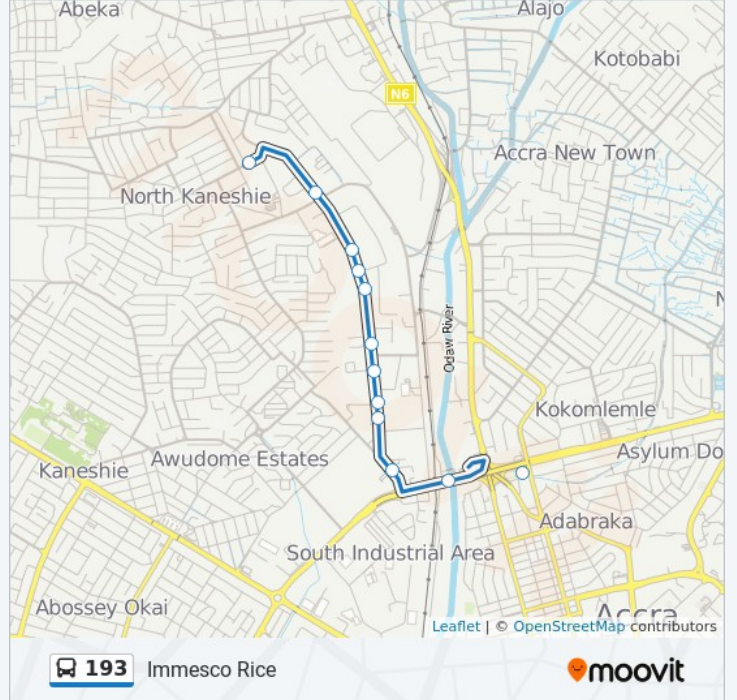 Abeka
Alajo
Kotobabi
N6
Accra New Town
North Kaneshie
Odaw River
Kokomlemle
Asylum Do
Awudome Estates
Kaneshie
Adabraka
South Industrial Area
Abossey Okai
Accra
Leaflet | © OpenStreetMap contributors
193 Immesco Rice
moovit